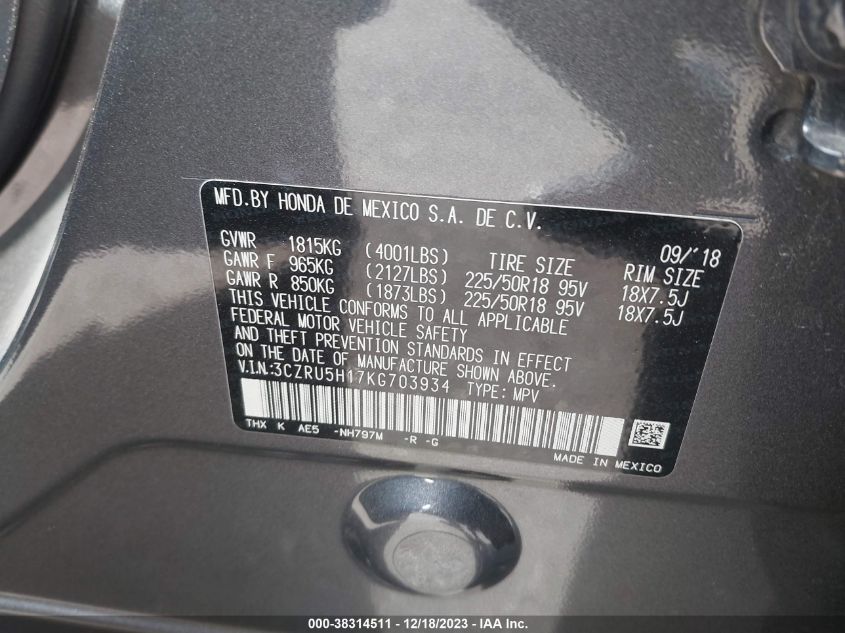 MFD.BY HONDA DE MEXICO S.A. DE C.V.
09/'18
GVWR 1815KG (4001LBS) TIRE SIZE RIM SIZE
GAWR F 965KG (2127LBS) 225/50R18 95V 18X7.5J
GAWR R 850KG (1873LBS) 225/50R18 95V 18X7.5J
THIS VEHICLE CONFORMS TO ALL APPLICABLE
FEDERAL MOTOR VEHICLE SAFETY
AND THEFT PREVENTION STANDARDS IN EFFECT
ON THE DATE OF MANUFACTURE SHOWN ABOVE.
V.I.N:3CZRU5H17KG703934 TYPE: MPV
THX K AE5 -NH797M -R -G
MADE IN MEXICO
000-38314511 - 12/18/2023 - IAA Inc.